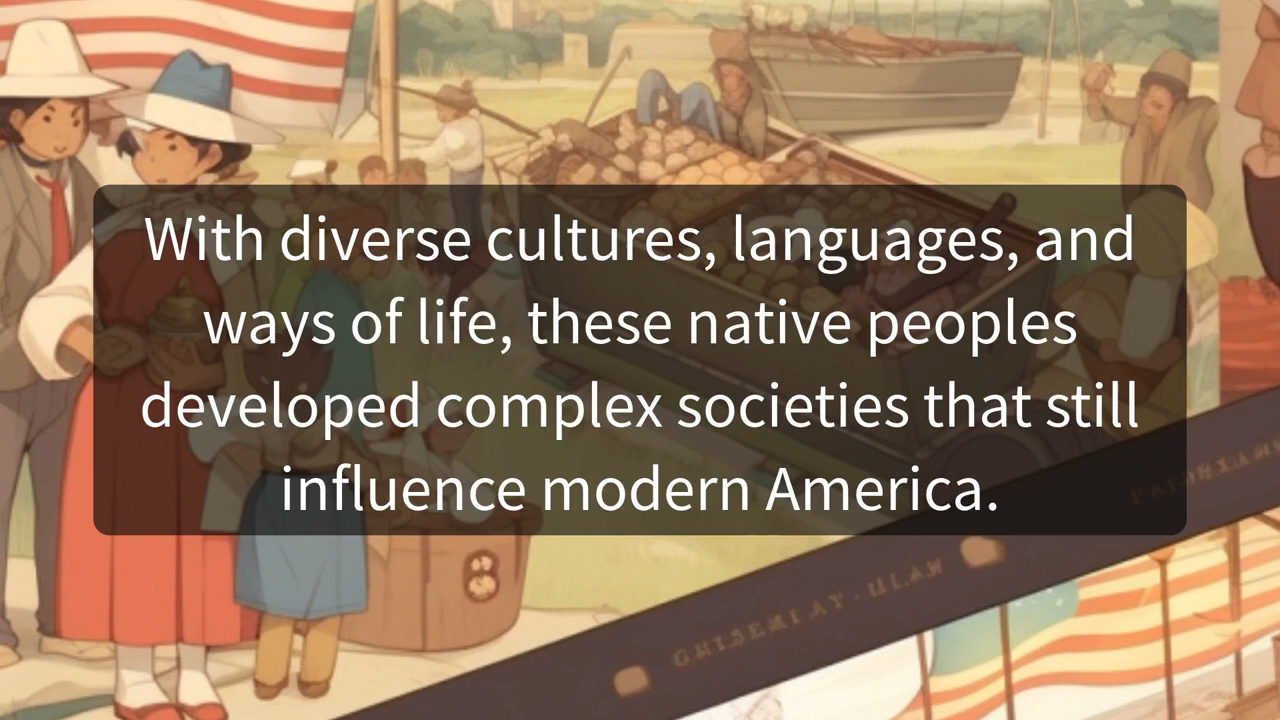 With diverse cultures, languages, and
ways of life, these native peoples
developed complex societies that still
influence modern America.